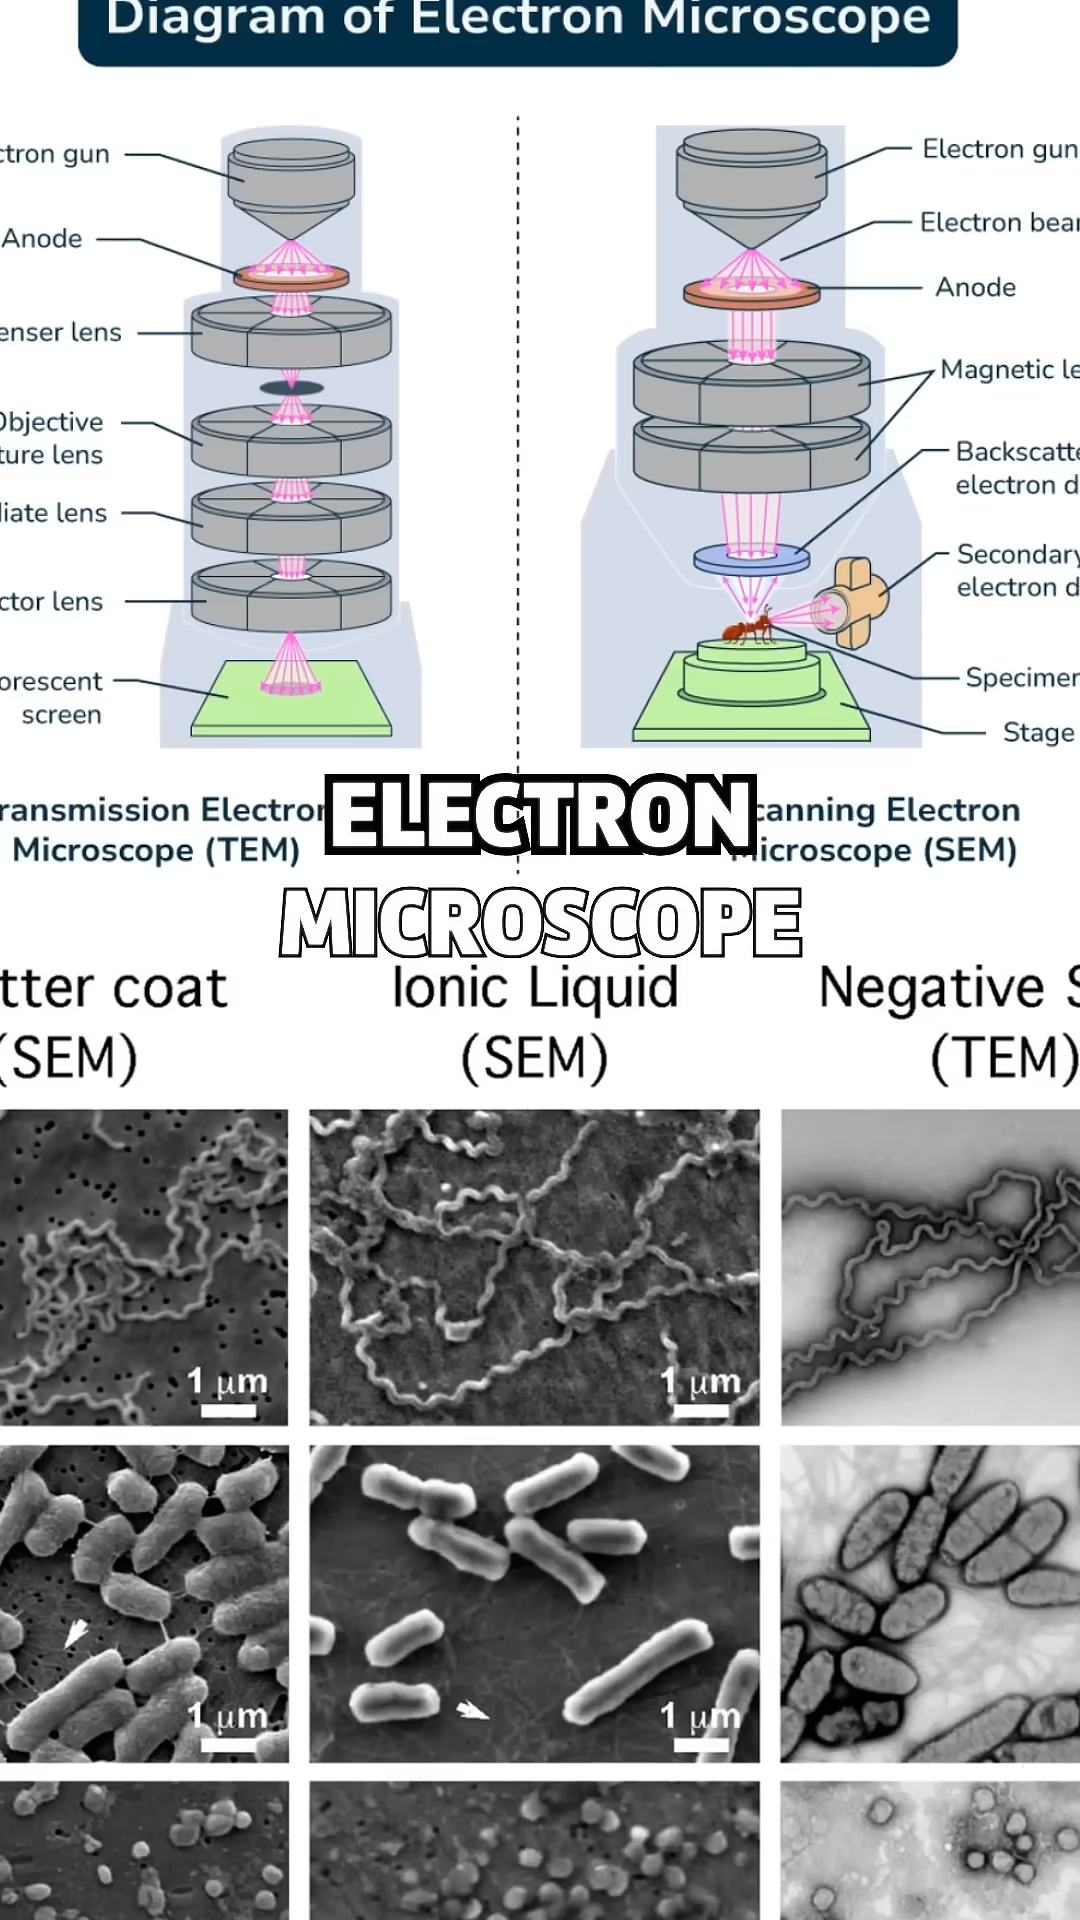 Diagram of Electron Microscope
ctron gun
Anode
enser lens
Objective
ture lens
diate lens
ctor lens
orescent
screen
Electron gun
Electron bear
Anode
Magnetic le
Backscatte
electron d
Secondary
electron d
Specimen
Stage
ransmission Electron
Microscope (TEM)
canning Electron
Microscope (SEM)
ELECTRON
MICROSCOPE
tter coat
(SEM)
Ionic Liquid
(SEM)
Negative S
(TEM)
1 μm
1 μm
1 μm
1 μm